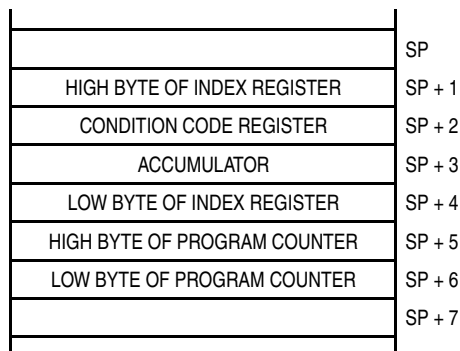 SP
HIGH BYTE OF INDEX REGISTER SP + 1
CONDITION CODE REGISTER SP + 2
ACCUMULATOR SP + 3
LOW BYTE OF INDEX REGISTER SP + 4
HIGH BYTE OF PROGRAM COUNTER SP + 5
LOW BYTE OF PROGRAM COUNTER SP + 6
SP + 7